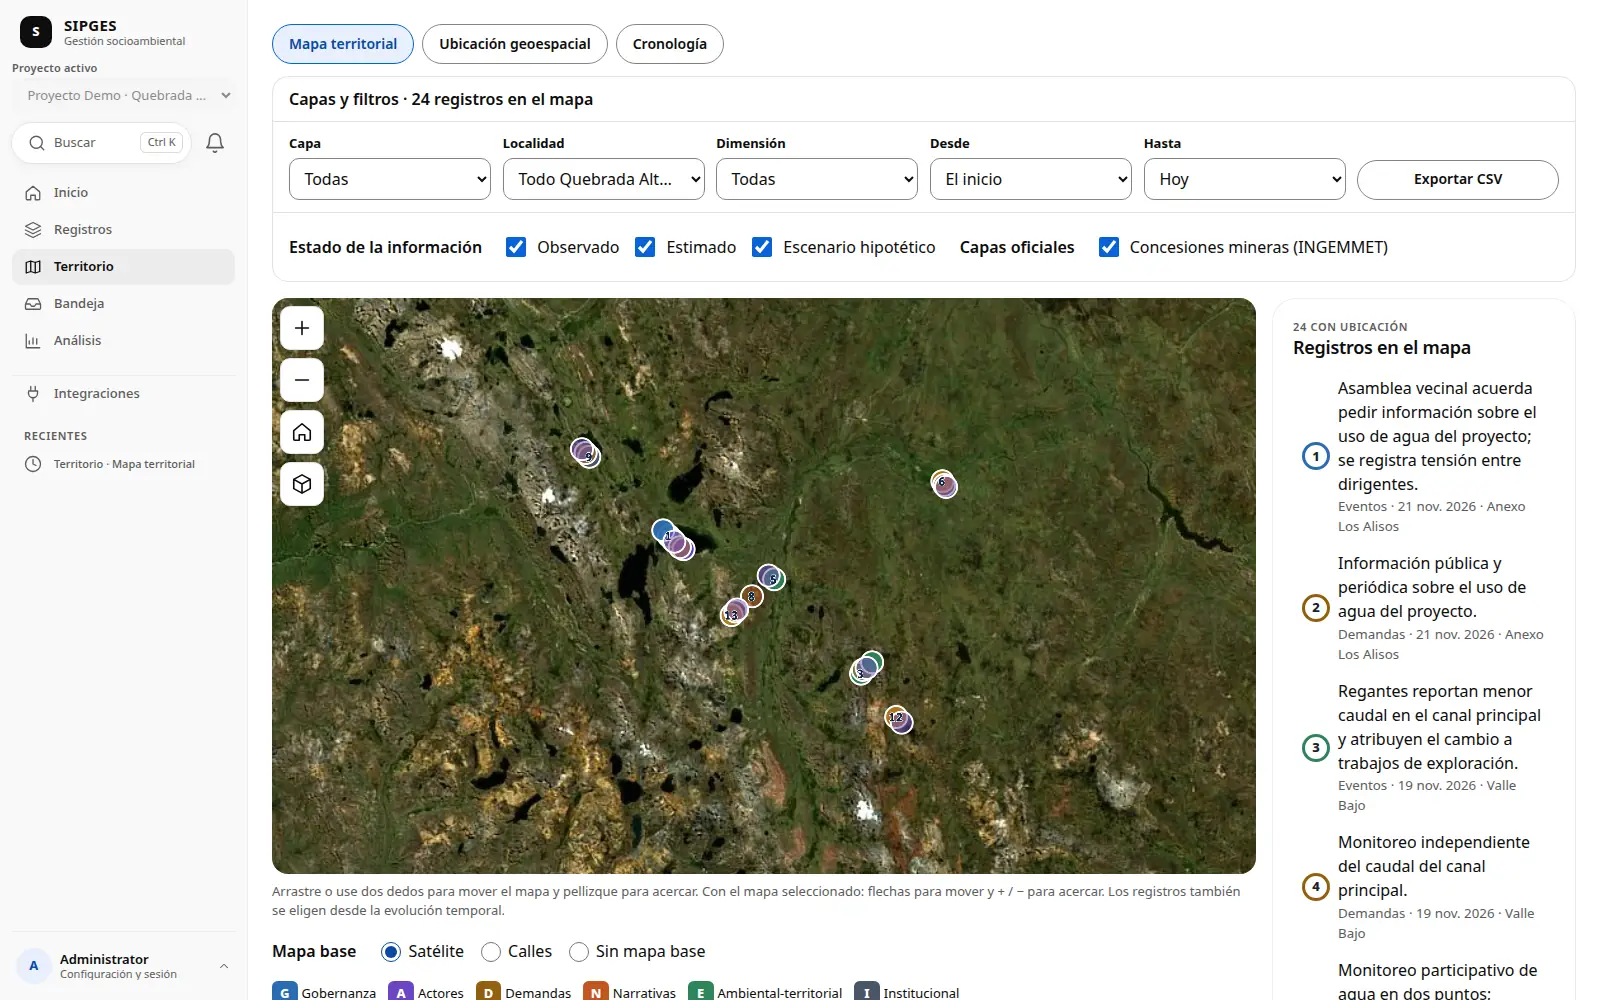 S
SIPGES
Gestión socioambiental
Proyecto activo
Proyecto Demo · Quebrada ...
Buscar
Ctrl K
Inicio
Registros
Territorio
Bandeja
Análisis
Integraciones
RECIENTES
Territorio · Mapa territorial
A
Administrator
Configuración y sesión
Mapa territorial
Ubicación geoespacial
Cronología
Capas y filtros · 24 registros en el mapa
Capa
Localidad
Dimensión
Desde
Hasta
Todas
Todo Quebrada Alt...
Todas
El inicio
Hoy
Exportar CSV
Estado de la información
Observado
Estimado
Escenario hipotético
Capas oficiales
Concesiones mineras (INGEMMET)
9
6
1
5
8
13
3
12
Arrastre o use dos dedos para mover el mapa y pellizque para acercar. Con el mapa seleccionado: flechas para mover y + / − para acercar. Los registros también
se eligen desde la evolución temporal.
Mapa base
Satélite
Calles
Sin mapa base
G Gobernanza
A Actores
D Demandas
N Narrativas
E Ambiental-territorial
I Institucional
24 CON UBICACIÓN
Registros en el mapa
1
Asamblea vecinal acuerda
pedir información sobre el
uso de agua del proyecto;
se registra tensión entre
dirigentes.
Eventos · 21 nov. 2026 · Anexo
Los Alisos
2
Información pública y
periódica sobre el uso de
agua del proyecto.
Demandas · 21 nov. 2026 · Anexo
Los Alisos
3
Regantes reportan menor
caudal en el canal principal
y atribuyen el cambio a
trabajos de exploración.
Eventos · 19 nov. 2026 · Valle
Bajo
4
Monitoreo independiente
del caudal del canal
principal.
Demandas · 19 nov. 2026 · Valle
Bajo
Monitoreo participativo de
agua en dos puntos;